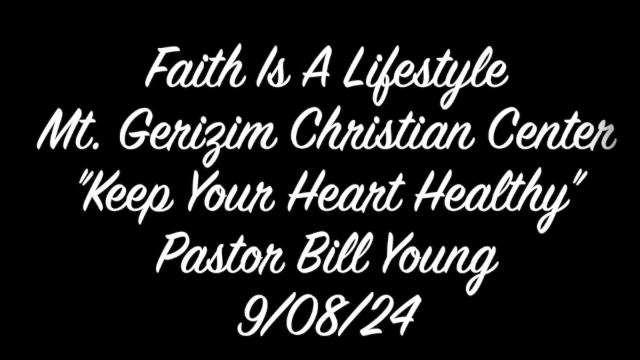 Faith Is A Lifestyle
Mt. Gerizim Christian Center
"Keep Your Heart Healthy"
Pastor Bill Young
9/08/24